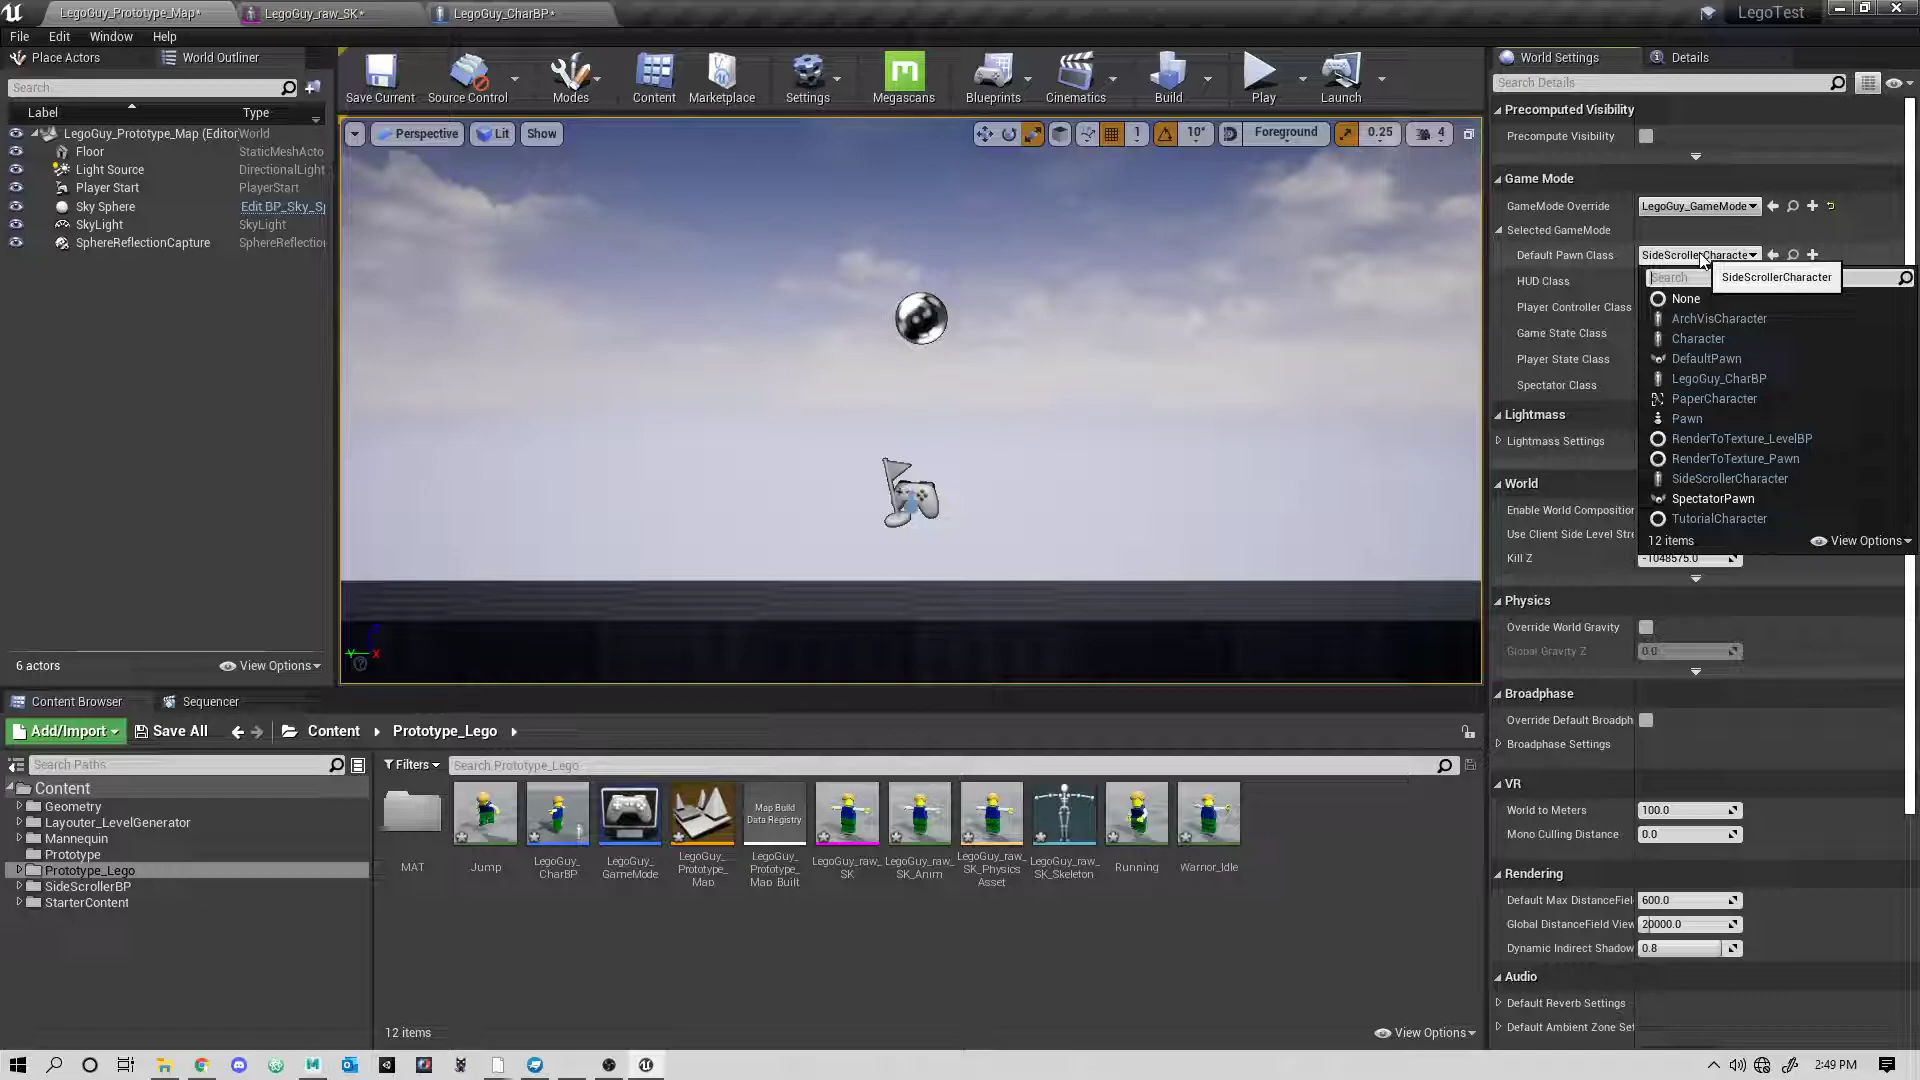 LegoGuy_Prototype_Map*
LegoGuy_raw_SK*
LegoGuy_CharBP*
LegoTest
File Edit Window Help
Place Actors
World Outliner
Search...
Label Type
LegoGuy_Prototype_Map (Editor World
Floor StaticMeshActo
Light Source DirectionalLight
Player Start PlayerStart
Sky Sphere Edit BP_Sky_Sp
SkyLight SkyLight
SphereReflectionCapture SphereReflection
6 actors
View Options
Save Current
Source Control
Modes
Content
Marketplace
Settings
Megascans
Blueprints
Cinematics
Build
Play
Launch
Perspective Lit Show
1 10° Foreground 0.25 4
World Settings
Details
Search Details
Precomputed Visibility
Precompute Visibility
Game Mode
GameMode Override LegoGuy_GameMode
Selected GameMode
Default Pawn Class SideScrollerCharacte
HUD Class
Player Controller Class
Game State Class
Player State Class
Spectator Class
Search
SideScrollerCharacter
None
ArchVisCharacter
Character
DefaultPawn
LegoGuy_CharBP
PaperCharacter
Pawn
RenderToTexture_LevelBP
RenderToTexture_Pawn
SideScrollerCharacter
SpectatorPawn
TutorialCharacter
12 items
View Options
Lightmass
Lightmass Settings
World
Enable World Composition
Use Client Side Level Stre
Kill Z -1048575.0
Physics
Override World Gravity
Global Gravity Z 0.0
Broadphase
Override Default Broadph
Broadphase Settings
VR
World to Meters 100.0
Mono Culling Distance 0.0
Rendering
Default Max DistanceFiel 600.0
Global DistanceField View 20000.0
Dynamic Indirect Shadow 0.8
Audio
Default Reverb Settings
Default Ambient Zone Set
Content Browser
Sequencer
Add/Import
Save All
Content
Prototype_Lego
Search Paths
Filters
Search Prototype_Lego
Content
Geometry
Layouter_LevelGenerator
Mannequin
Prototype
Prototype_Lego
SideScrollerBP
StarterContent
MAT
Jump
LegoGuy_
CharBP
LegoGuy_
GameMode
LegoGuy_
Prototype_
Map
Map Build
Data Registry
LegoGuy_
Prototype_
Map_Built
LegoGuy_raw_
SK
LegoGuy_raw_
SK_Anim
LegoGuy_raw_
SK_Physics
Asset
LegoGuy_raw_
SK_Skeleton
Running
Warrior_Idle
12 items
View Options
2:49 PM